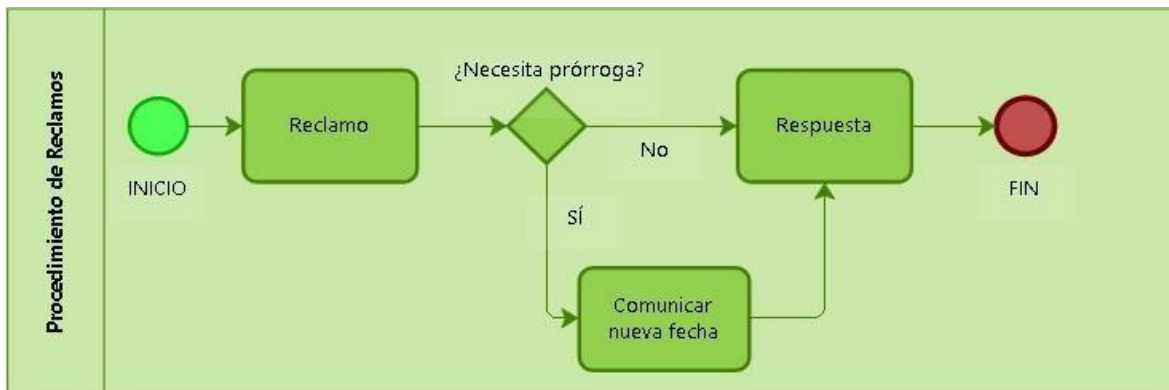 Procedimiento de Reclamos
INICIO
Reclamo
¿Necesita prórroga?
No
SÍ
Comunicar
nueva fecha
Respuesta
FIN